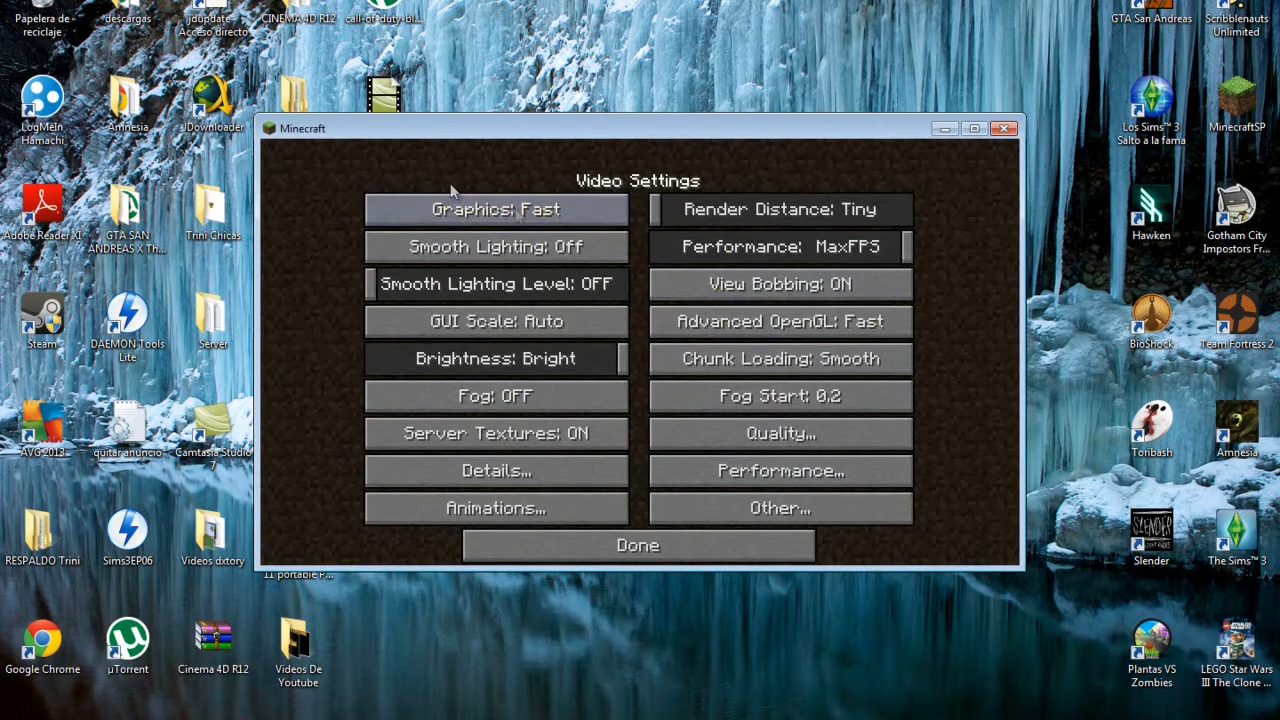 Papelera de
reciclaje
descargas
jdupdate -
Acceso directo
CINEMA 4D R12
call-of-duty-bl...
GTA San Andreas
Scribblenauts
Unlimited
LogMeIn
Hamachi
Amnesia
JDownloader
Los Sims™ 3
Salto a la fama
MinecraftSP
Minecraft
Video Settings
Graphics: Fast
Render Distance: Tiny
Smooth Lighting: Off
Performance: MaxFPS
Smooth Lighting Level: OFF
View Bobbing: ON
GUI Scale: Auto
Advanced OpenGL: Fast
Brightness: Bright
Chunk Loading: Smooth
Fog: OFF
Fog Start: 0,2
Server Textures: ON
Quality...
Details...
Performance...
Animations...
Other...
Done
Adobe Reader XI
GTA SAN
ANDREAS X Th...
Trini Chicas
Hawken
Gotham City
Impostors Fr...
Steam
DAEMON Tools
Lite
Server
BioShock
Team Fortress 2
AVG 2013
quitar anuncio
Camtasia Studio
7
Toribash
Amnesia
RESPALDO Trini
Sims3EP06
Videos dxtory
11 portable P...
SLENDER
Slender
The Sims™ 3
Google Chrome
µTorrent
Cinema 4D R12
Videos De
Youtube
Plantas VS
Zombies
LEGO Star Wars
III The Clone ...